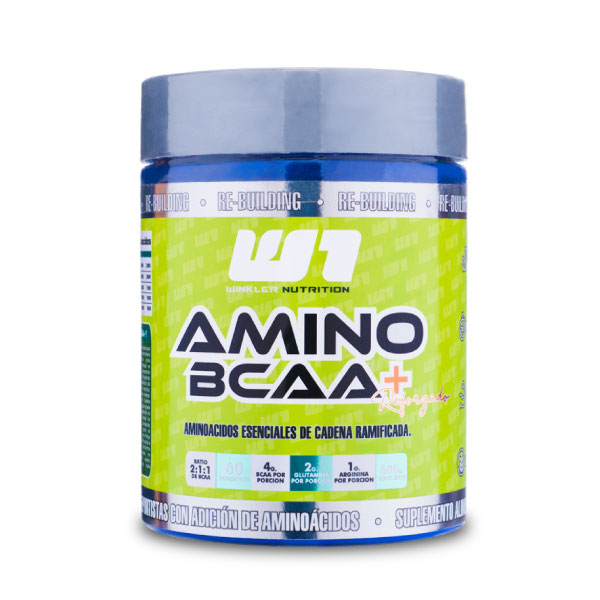 RE-BUILDING · RE-BUILDING · RE-BUILDING · RE-BUILDING
W1
WINKLER NUTRITION
AMINO
BCAA+
Reforzado
AMINOACIDOS ESENCIALES DE CADENA RAMIFICADA.
RATIO 2:1:1 DE BCAA
60
4G. BCAA POR PORCION
2G. GLUTAMINA POR PORCION
1G. ARGININA POR PORCION
600G
CON ADICIÓN DE AMINOÁCIDOS · SUPLEMENTO